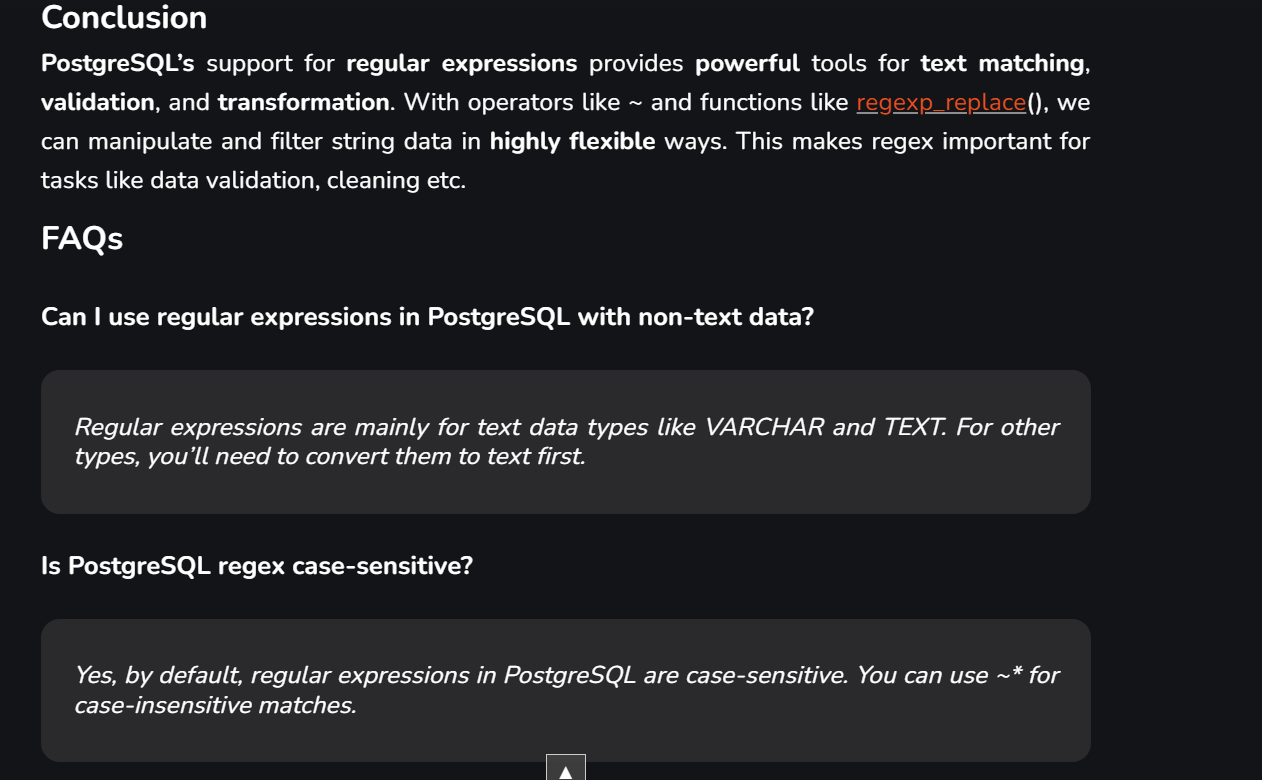 Conclusion
PostgreSQL’s support for regular expressions provides powerful tools for text matching,
validation, and transformation. With operators like ~ and functions like regexp_replace(), we
can manipulate and filter string data in highly flexible ways. This makes regex important for
tasks like data validation, cleaning etc.
FAQs
Can I use regular expressions in PostgreSQL with non-text data?
Regular expressions are mainly for text data types like VARCHAR and TEXT. For other
types, you’ll need to convert them to text first.
Is PostgreSQL regex case-sensitive?
Yes, by default, regular expressions in PostgreSQL are case-sensitive. You can use ~* for
case-insensitive matches.